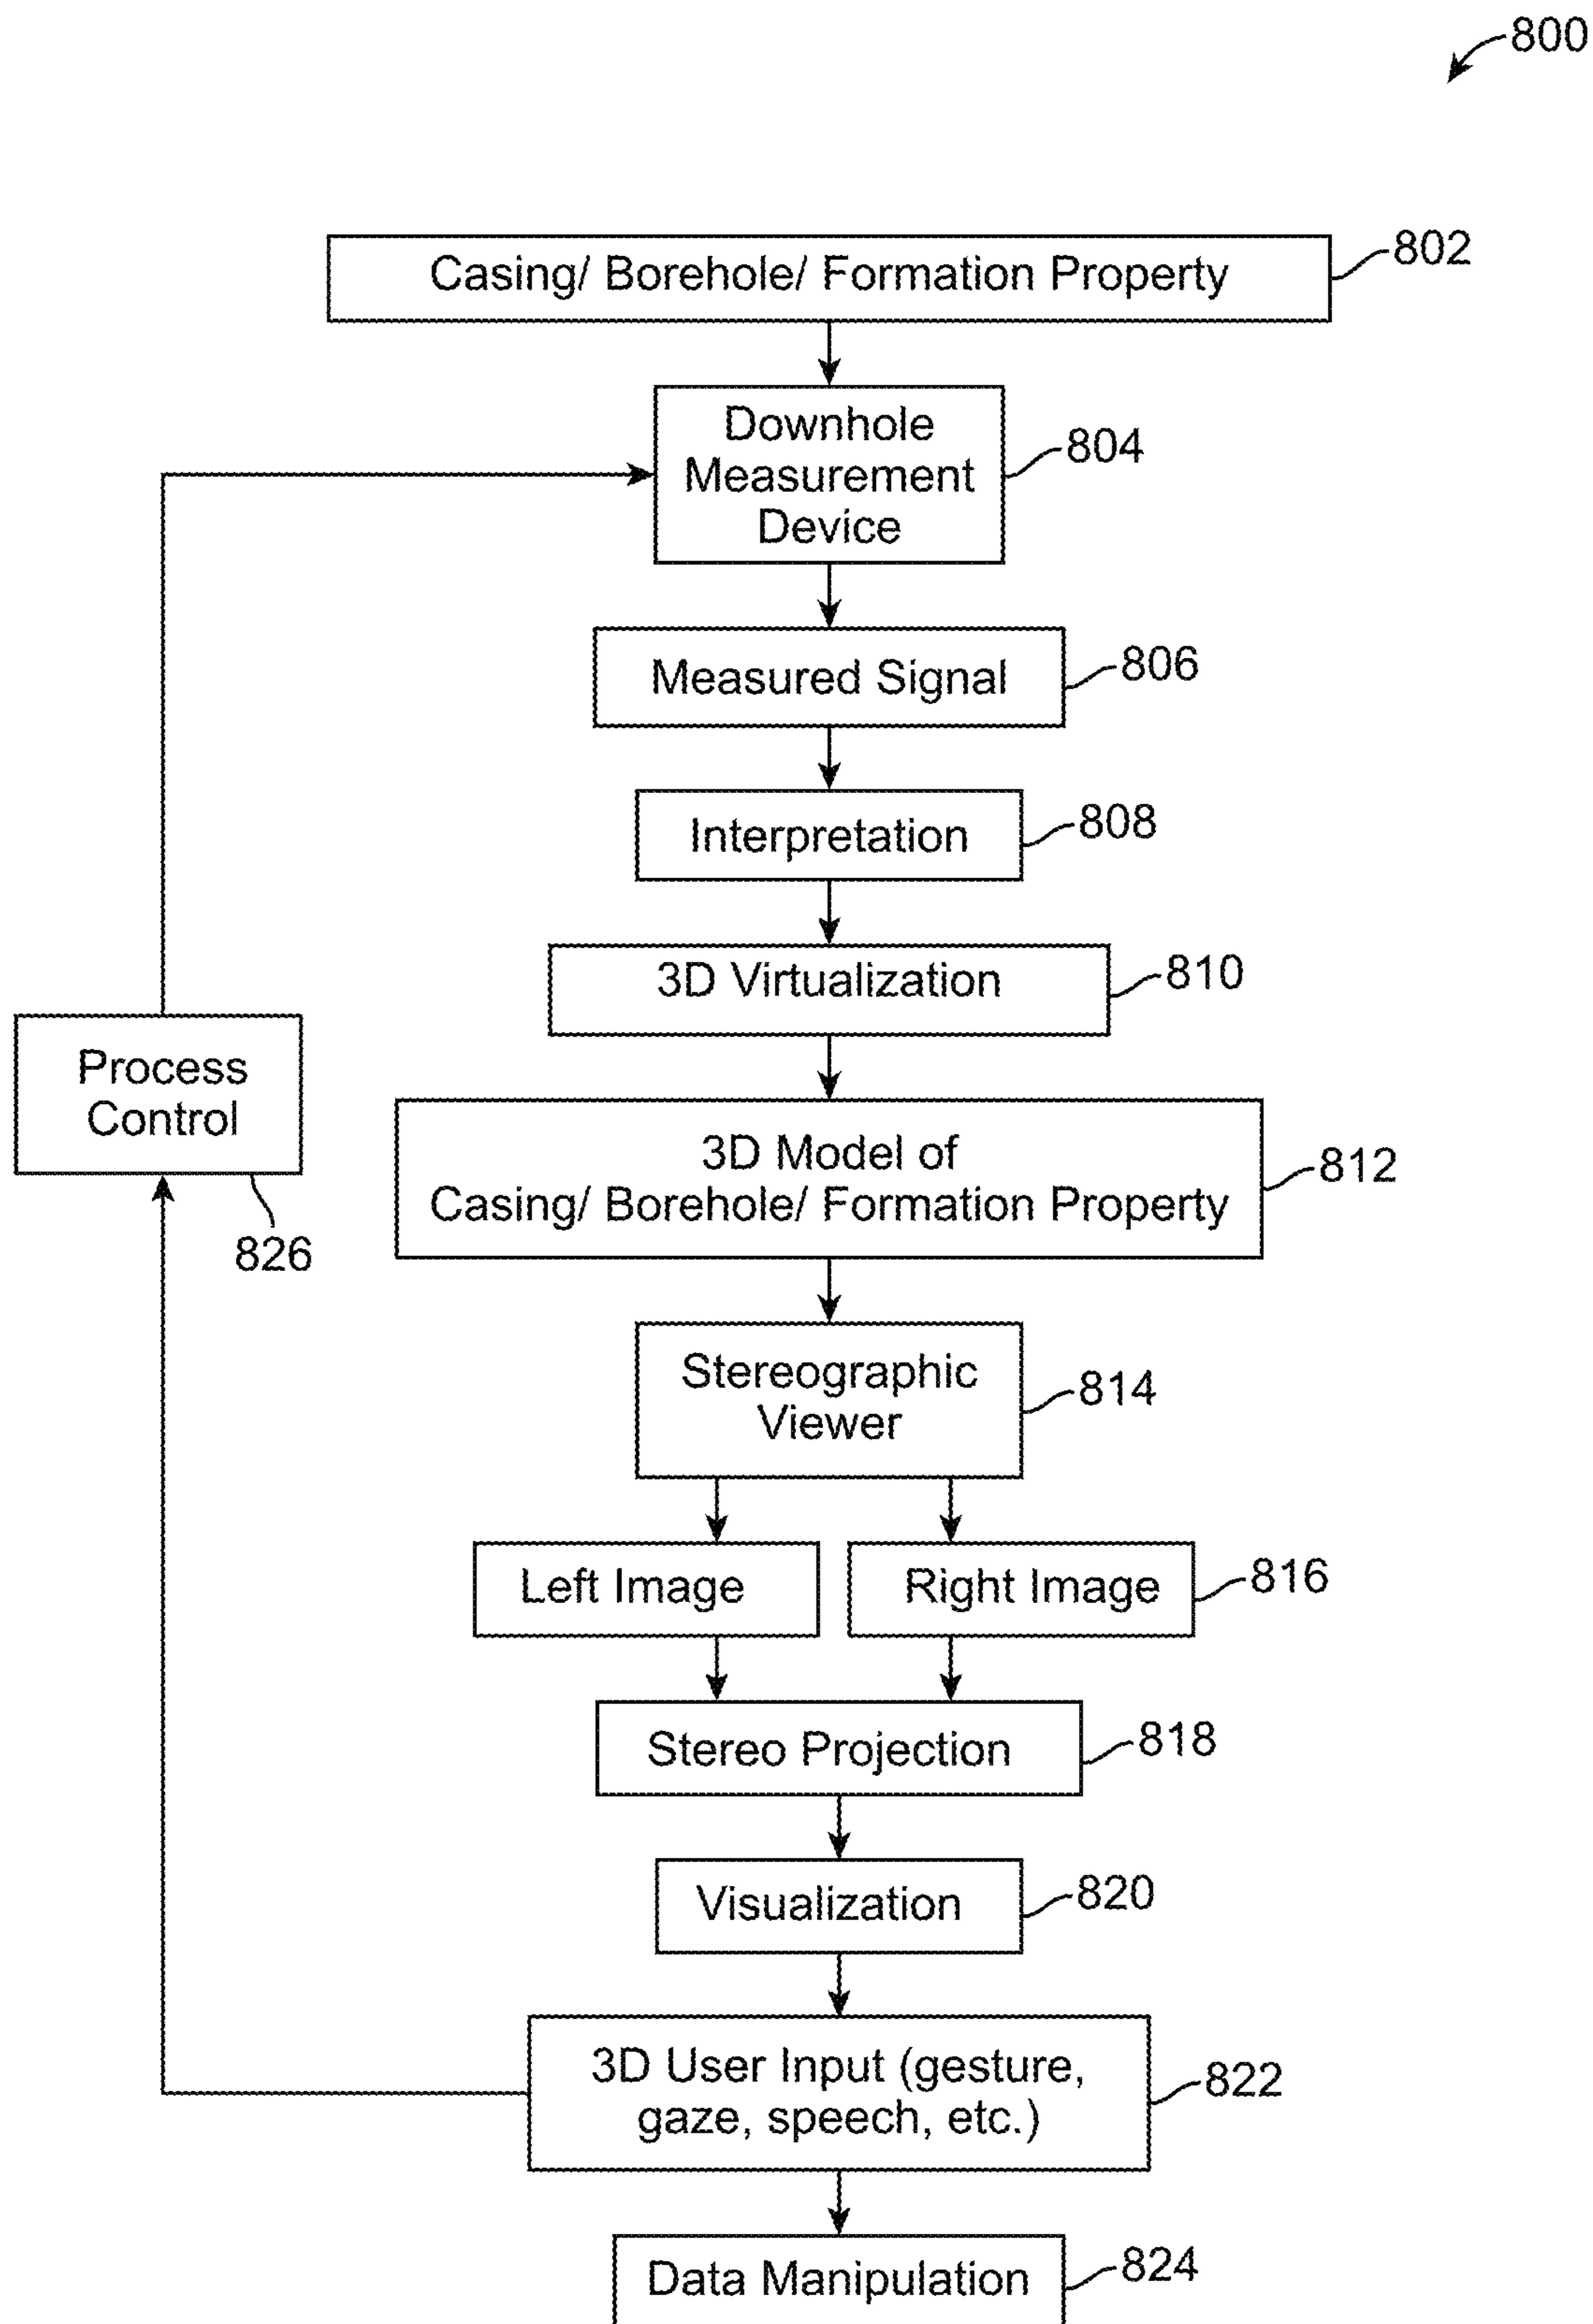 800
Casing/ Borehole/ Formation Property
802
Downhole
Measurement
Device
804
Measured Signal
806
Interpretation
808
3D Virtualization
810
Process
Control
826
3D Model of
Casing/ Borehole/ Formation Property
812
Stereographic
Viewer
814
Left Image
Right Image
816
Stereo Projection
818
Visualization
820
3D User Input (gesture,
gaze, speech, etc.)
822
Data Manipulation
824